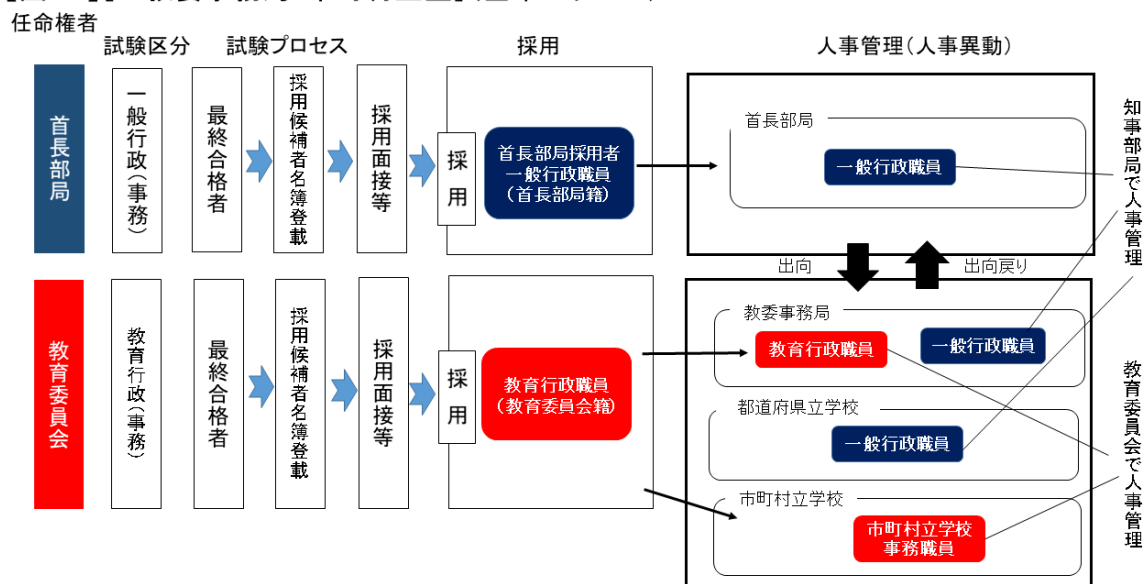 任命権者
試験区分
試験プロセス
採用
人事管理(人事異動)
首長部局
一般行政(事務)
最終合格者
採用候補者名簿登載
採用面接等
採用
首長部局採用者
一般行政職員
(首長部局籍)
首長部局
一般行政職員
知事部局で人事管理
出向
出向戻り
教育委員会
教育行政(事務)
最終合格者
採用候補者名簿登載
採用面接等
採用
教育行政職員
(教育委員会籍)
教委事務局
教育行政職員
一般行政職員
都道府県立学校
一般行政職員
市町村立学校
市町村立学校
事務職員
教育委員会で人事管理